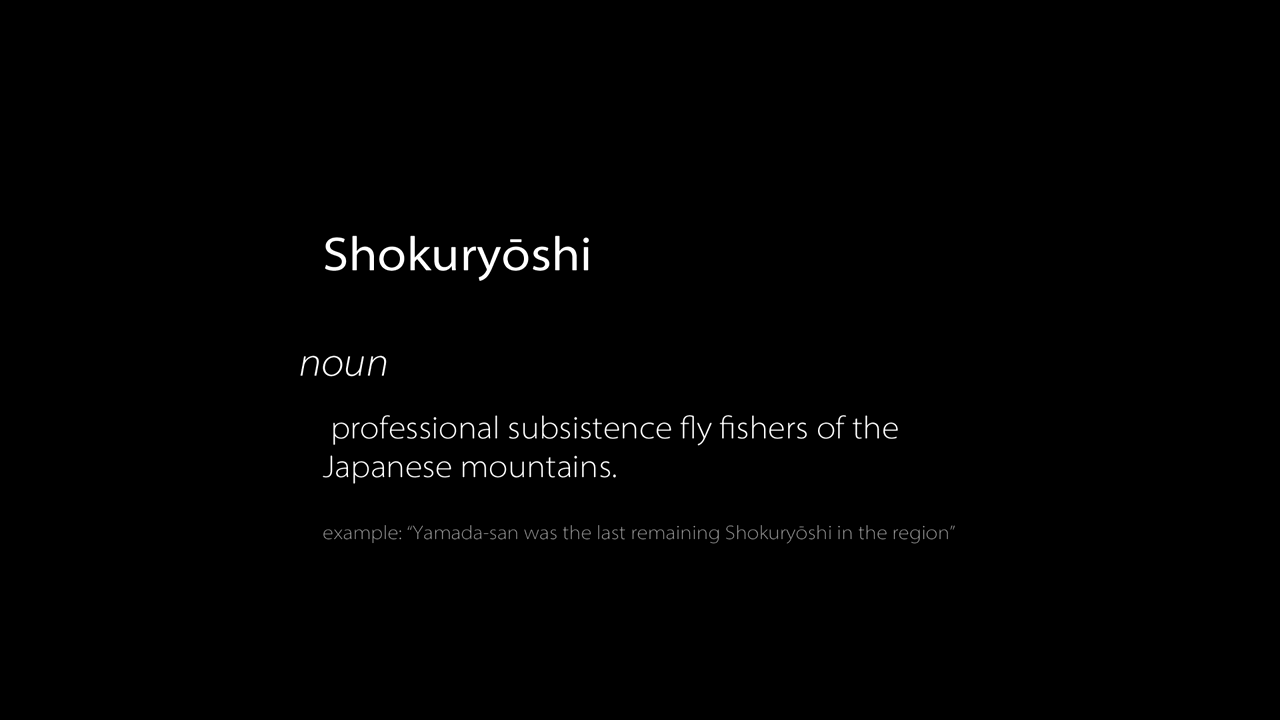 Shokuryōshi
noun
professional subsistence fly fishers of the
Japanese mountains.
example: “Yamada-san was the last remaining Shokuryōshi in the region”